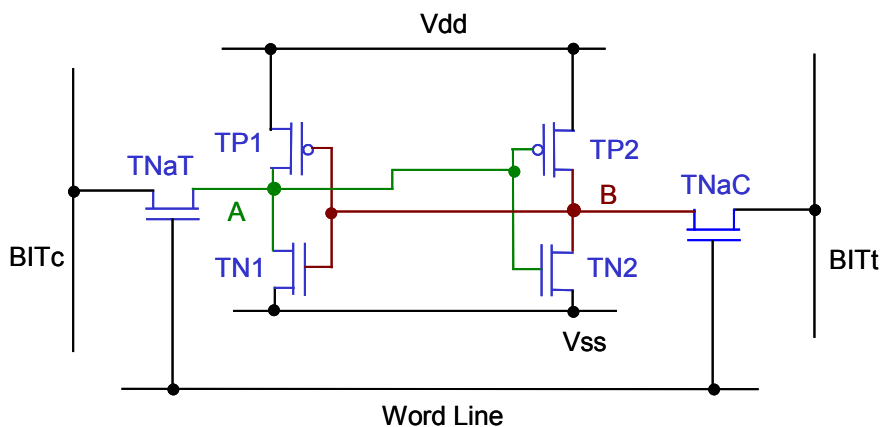 Vdd
TP1
TP2
TNaT
TNaC
A
B
BITc
TN1
TN2
BITt
Vss
Word Line